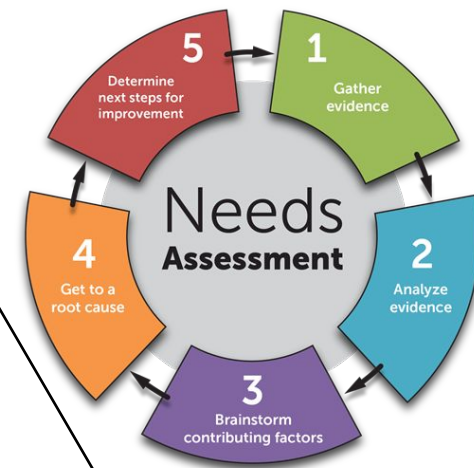 Needs
Assessment
1
Gather
evidence
2
Analyze
evidence
3
Brainstorm
contributing factors
4
Get to a
root cause
5
Determine
next steps for
improvement